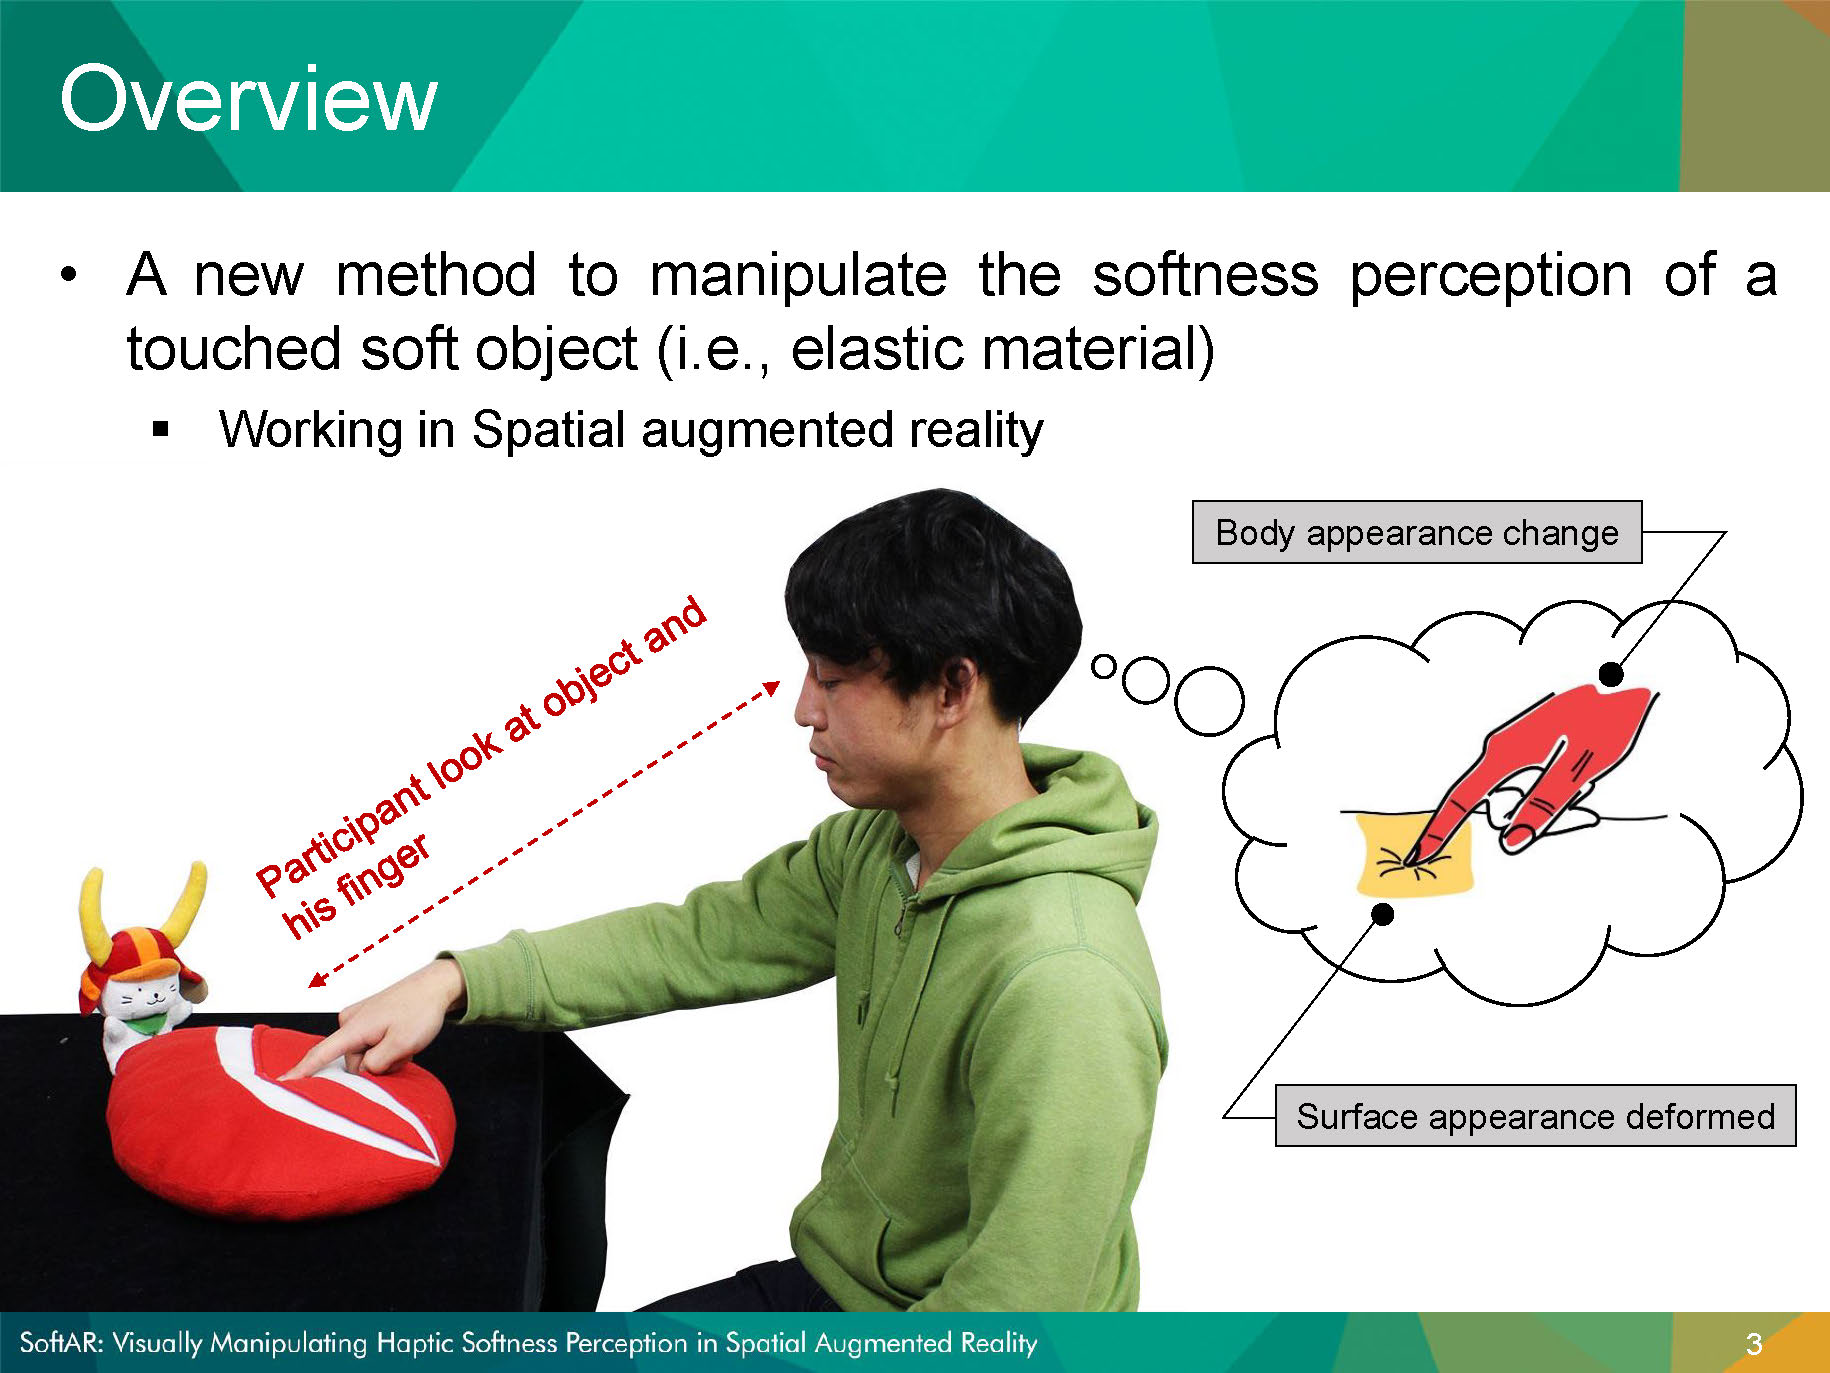 Overview
• A new method to manipulate the softness perception of a
touched soft object (i.e., elastic material)
▪ Working in Spatial augmented reality
Body appearance change
Participant look at object and
his finger
Surface appearance deformed
SoftAR: Visually Manipulating Haptic Softness Perception in Spatial Augmented Reality
3